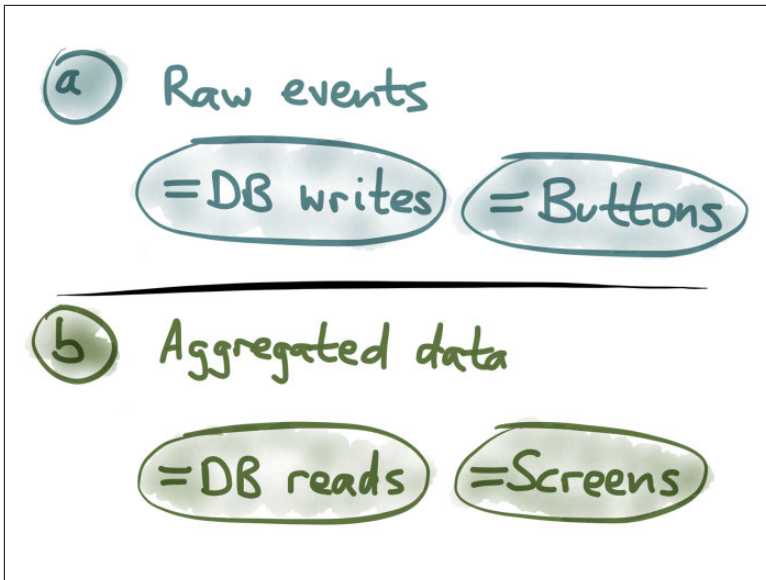 a Raw events
=DB writes =Buttons
b Aggregated data
=DB reads =Screens